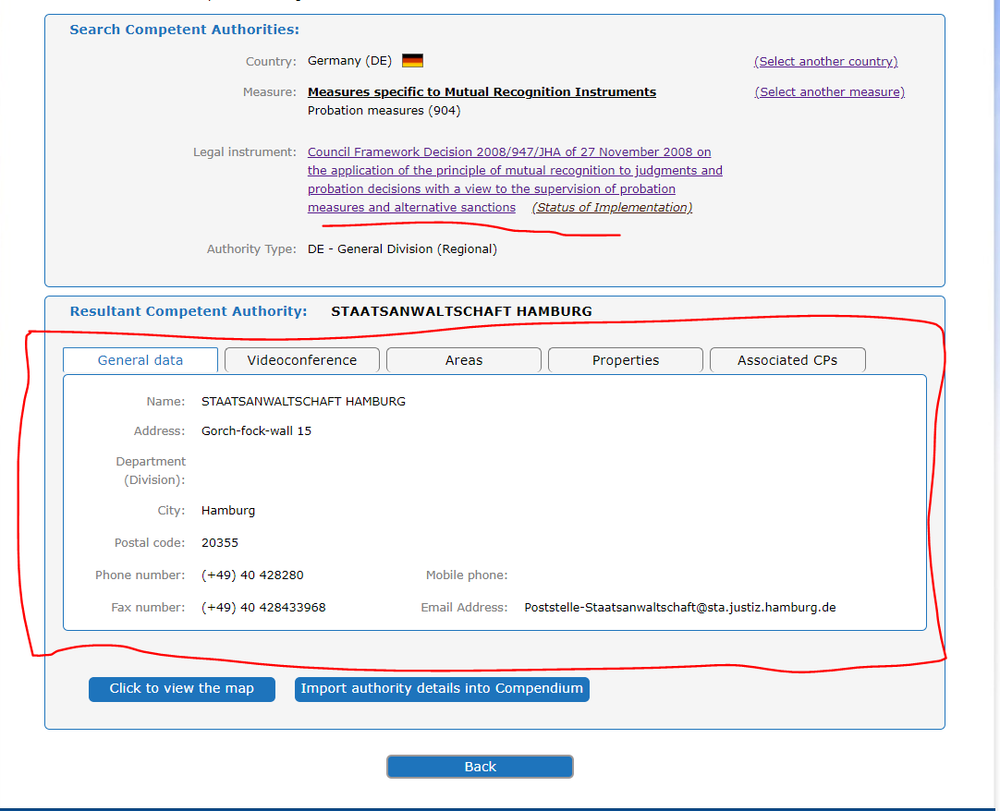 Search Competent Authorities:
Country: Germany (DE)
(Select another country)
Measure: Measures specific to Mutual Recognition Instruments
(Select another measure)
Probation measures (904)
Legal instrument: Council Framework Decision 2008/947/JHA of 27 November 2008 on
the application of the principle of mutual recognition to judgments and
probation decisions with a view to the supervision of probation
measures and alternative sanctions (Status of Implementation)
Authority Type: DE - General Division (Regional)
Resultant Competent Authority: STAATSANWALTSCHAFT HAMBURG
General data Videoconference Areas Properties Associated CPs
Name: STAATSANWALTSCHAFT HAMBURG
Address: Gorch-fock-wall 15
Department
(Division):
City: Hamburg
Postal code: 20355
Phone number: (+49) 40 428280 Mobile phone:
Fax number: (+49) 40 428433968 Email Address: Poststelle-Staatsanwaltschaft@sta.justiz.hamburg.de
Click to view the map Import authority details into Compendium
Back